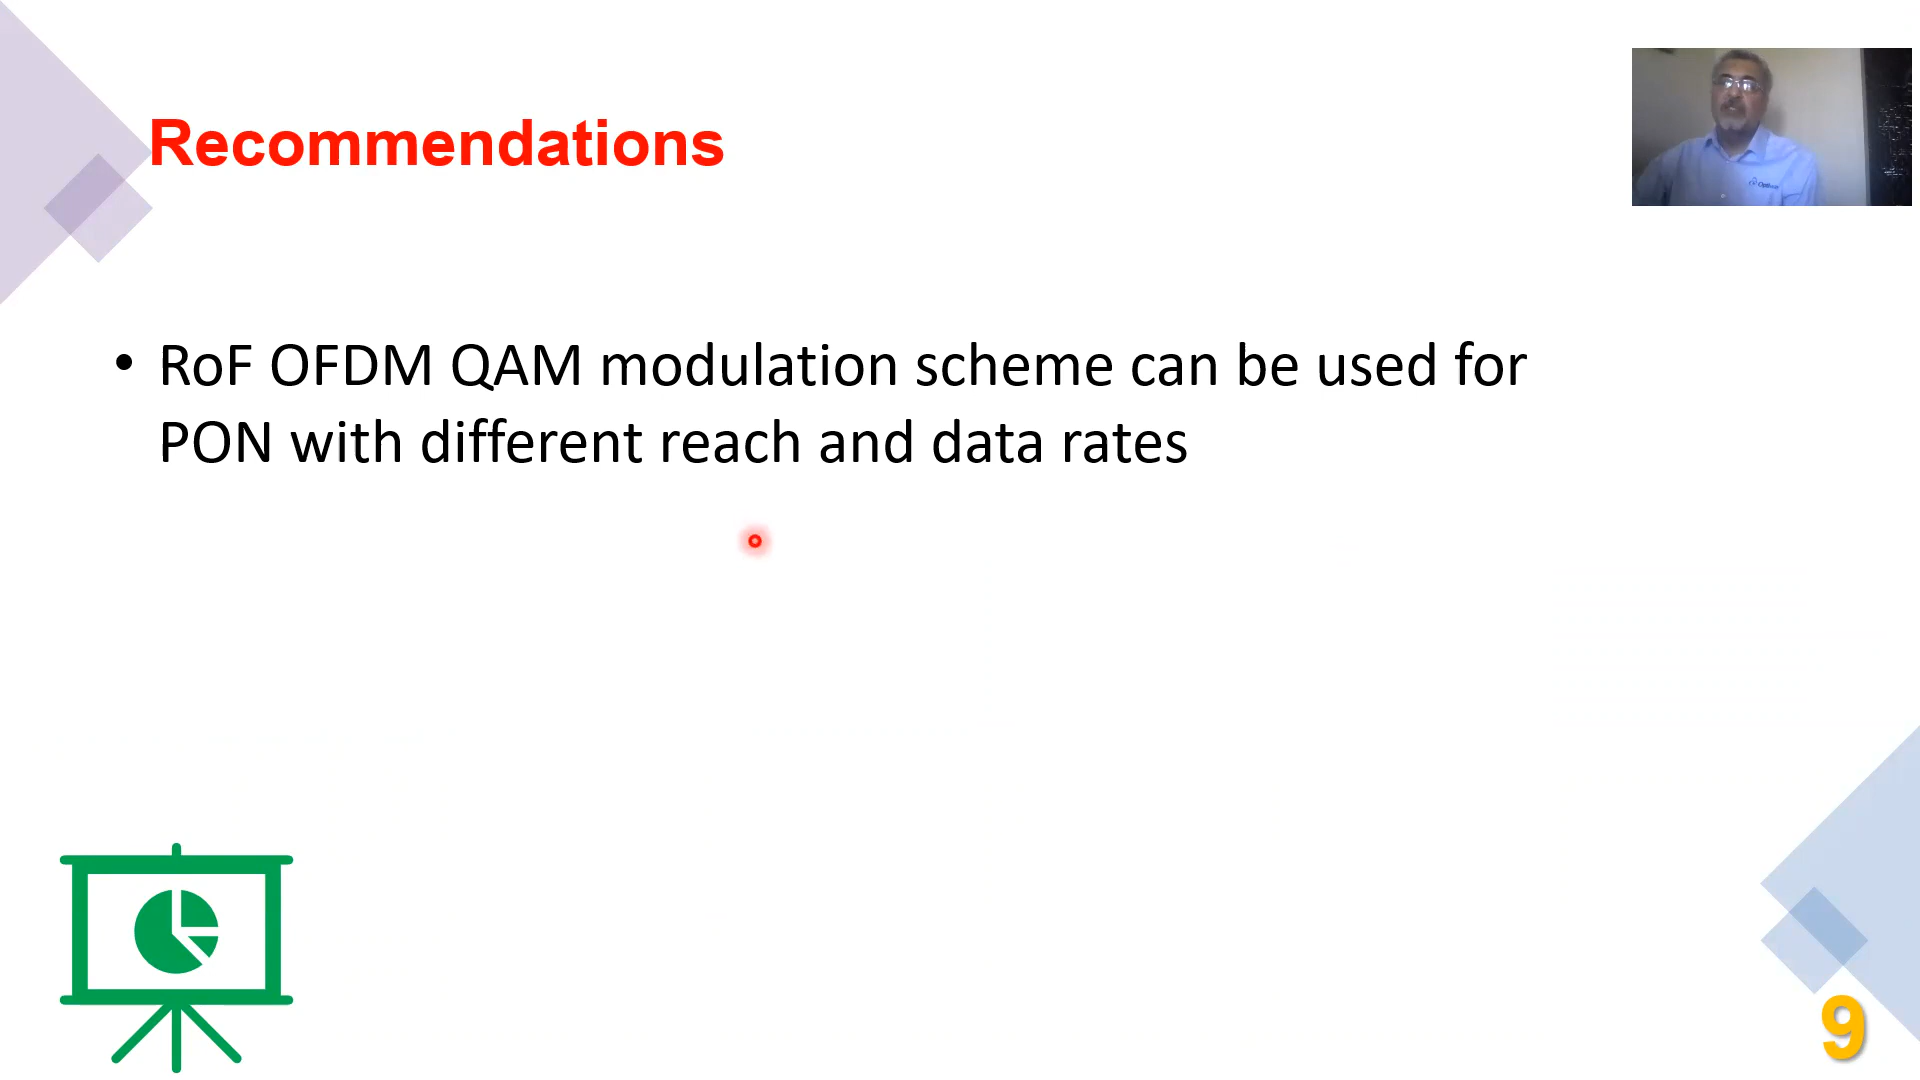 Recommendations
• RoF OFDM QAM modulation scheme can be used for
PON with different reach and data rates
9